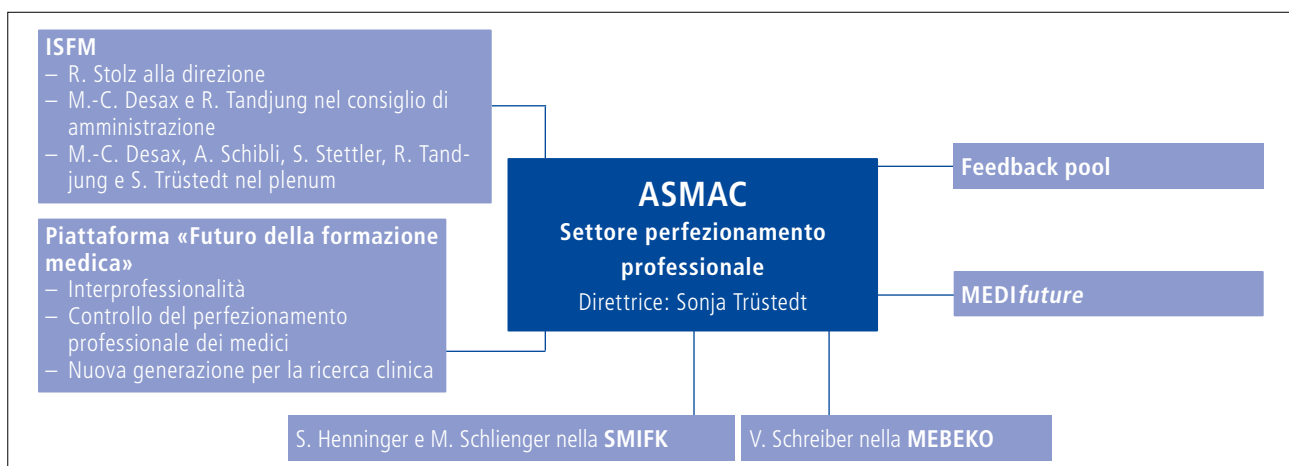 ISFM
– R. Stolz alla direzione
– M.-C. Desax e R. Tandjung nel consiglio di
amministrazione
– M.-C. Desax, A. Schibli, S. Stettler, R. Tand-
jung e S. Trüstedt nel plenum
Piattaforma «Futuro della formazione
medica»
– Interprofessionalità
– Controllo del perfezionamento
professionale dei medici
– Nuova generazione per la ricerca clinica
ASMAC
Settore perfezionamento
professionale
Direttrice: Sonja Trüstedt
Feedback pool
MEDIfuture
S. Henninger e M. Schlienger nella SMIFK
V. Schreiber nella MEBEKO